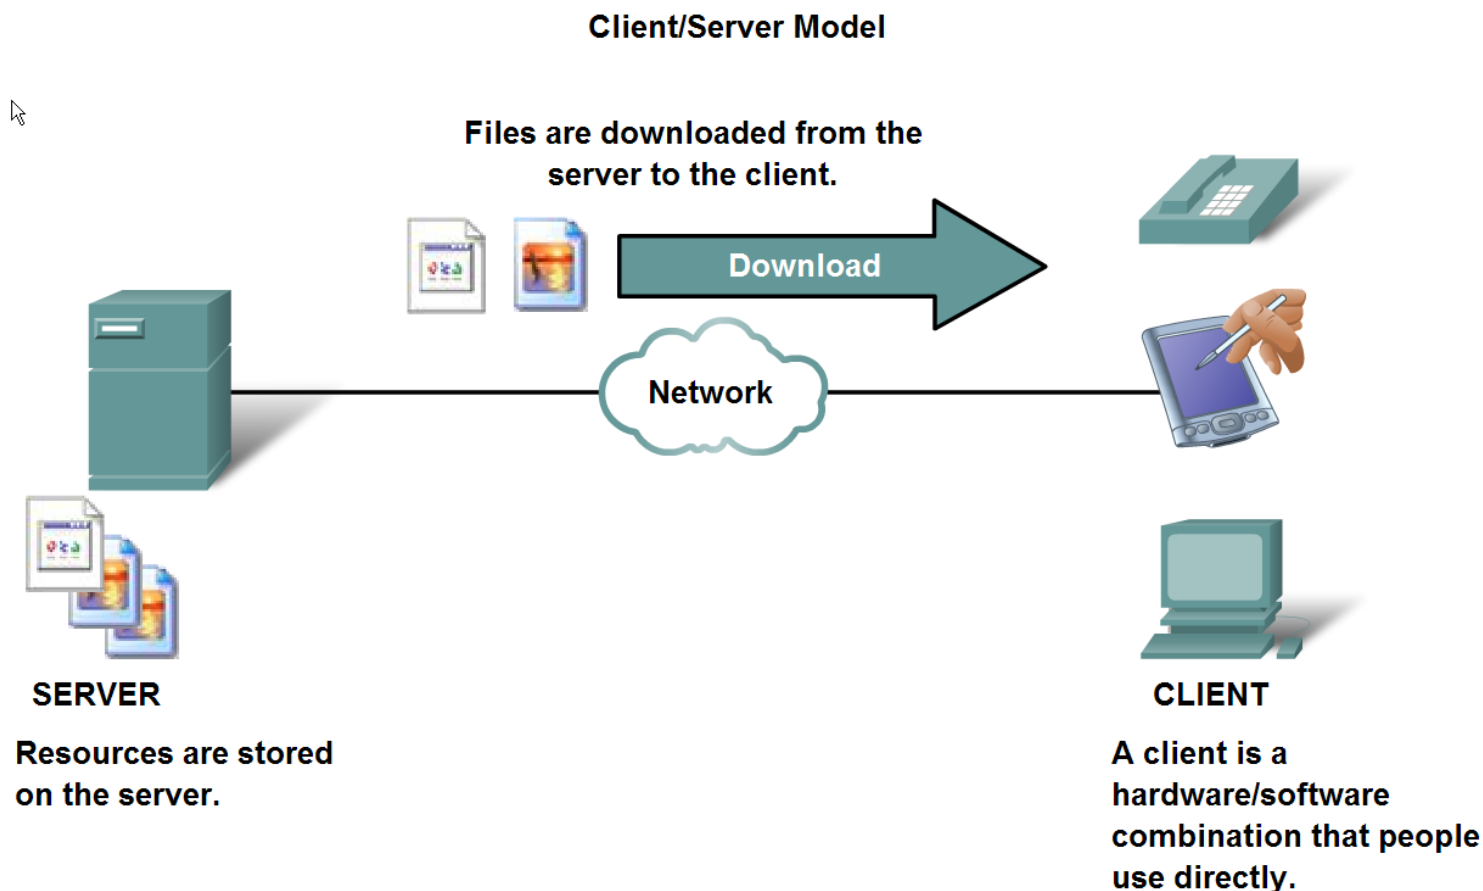 Client/Server Model
Files are downloaded from the
server to the client.
Download
Network
SERVER
Resources are stored
on the server.
CLIENT
A client is a
hardware/software
combination that people
use directly.